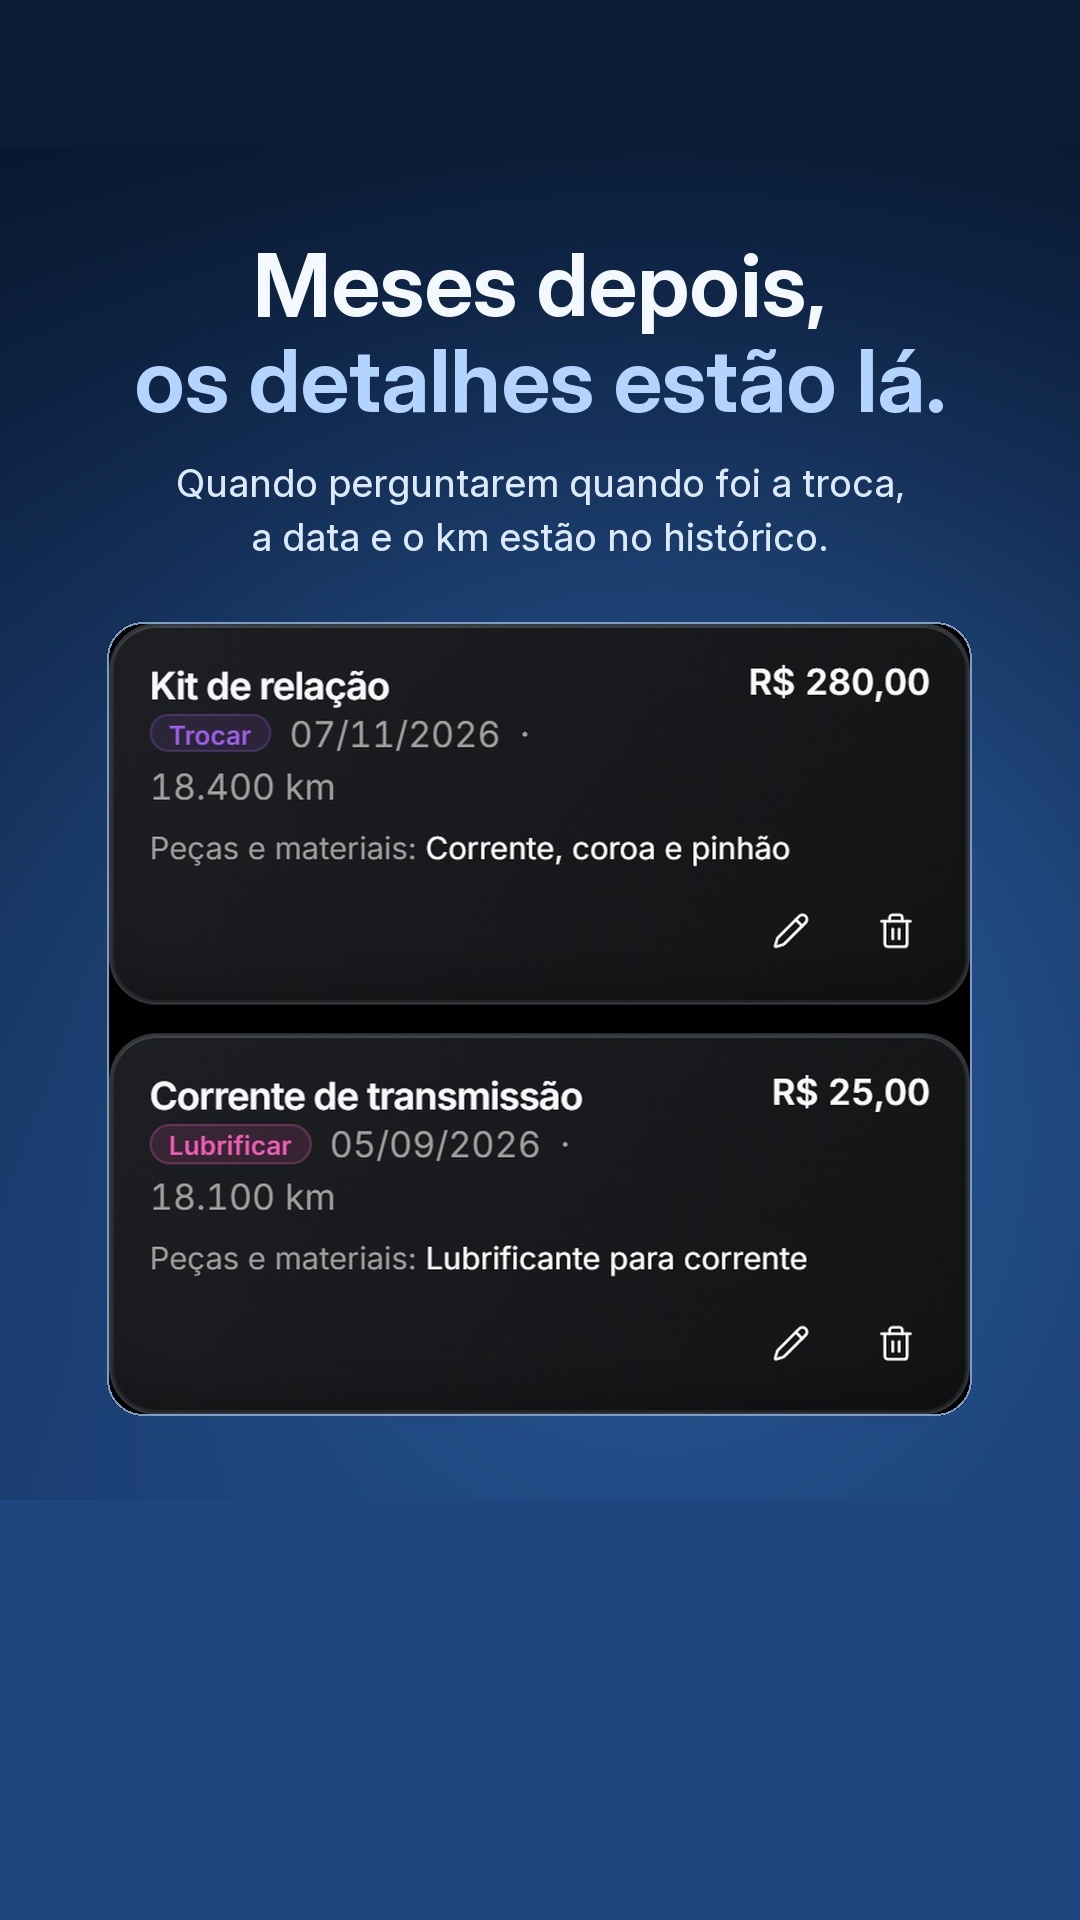 Meses depois,
os detalhes estão lá.
Quando perguntarem quando foi a troca,
a data e o km estão no histórico.
Kit de relação
R$ 280,00
Trocar 07/11/2026 ·
18.400 km
Peças e materiais: Corrente, coroa e pinhão
Corrente de transmissão
R$ 25,00
Lubrificar 05/09/2026 ·
18.100 km
Peças e materiais: Lubrificante para corrente